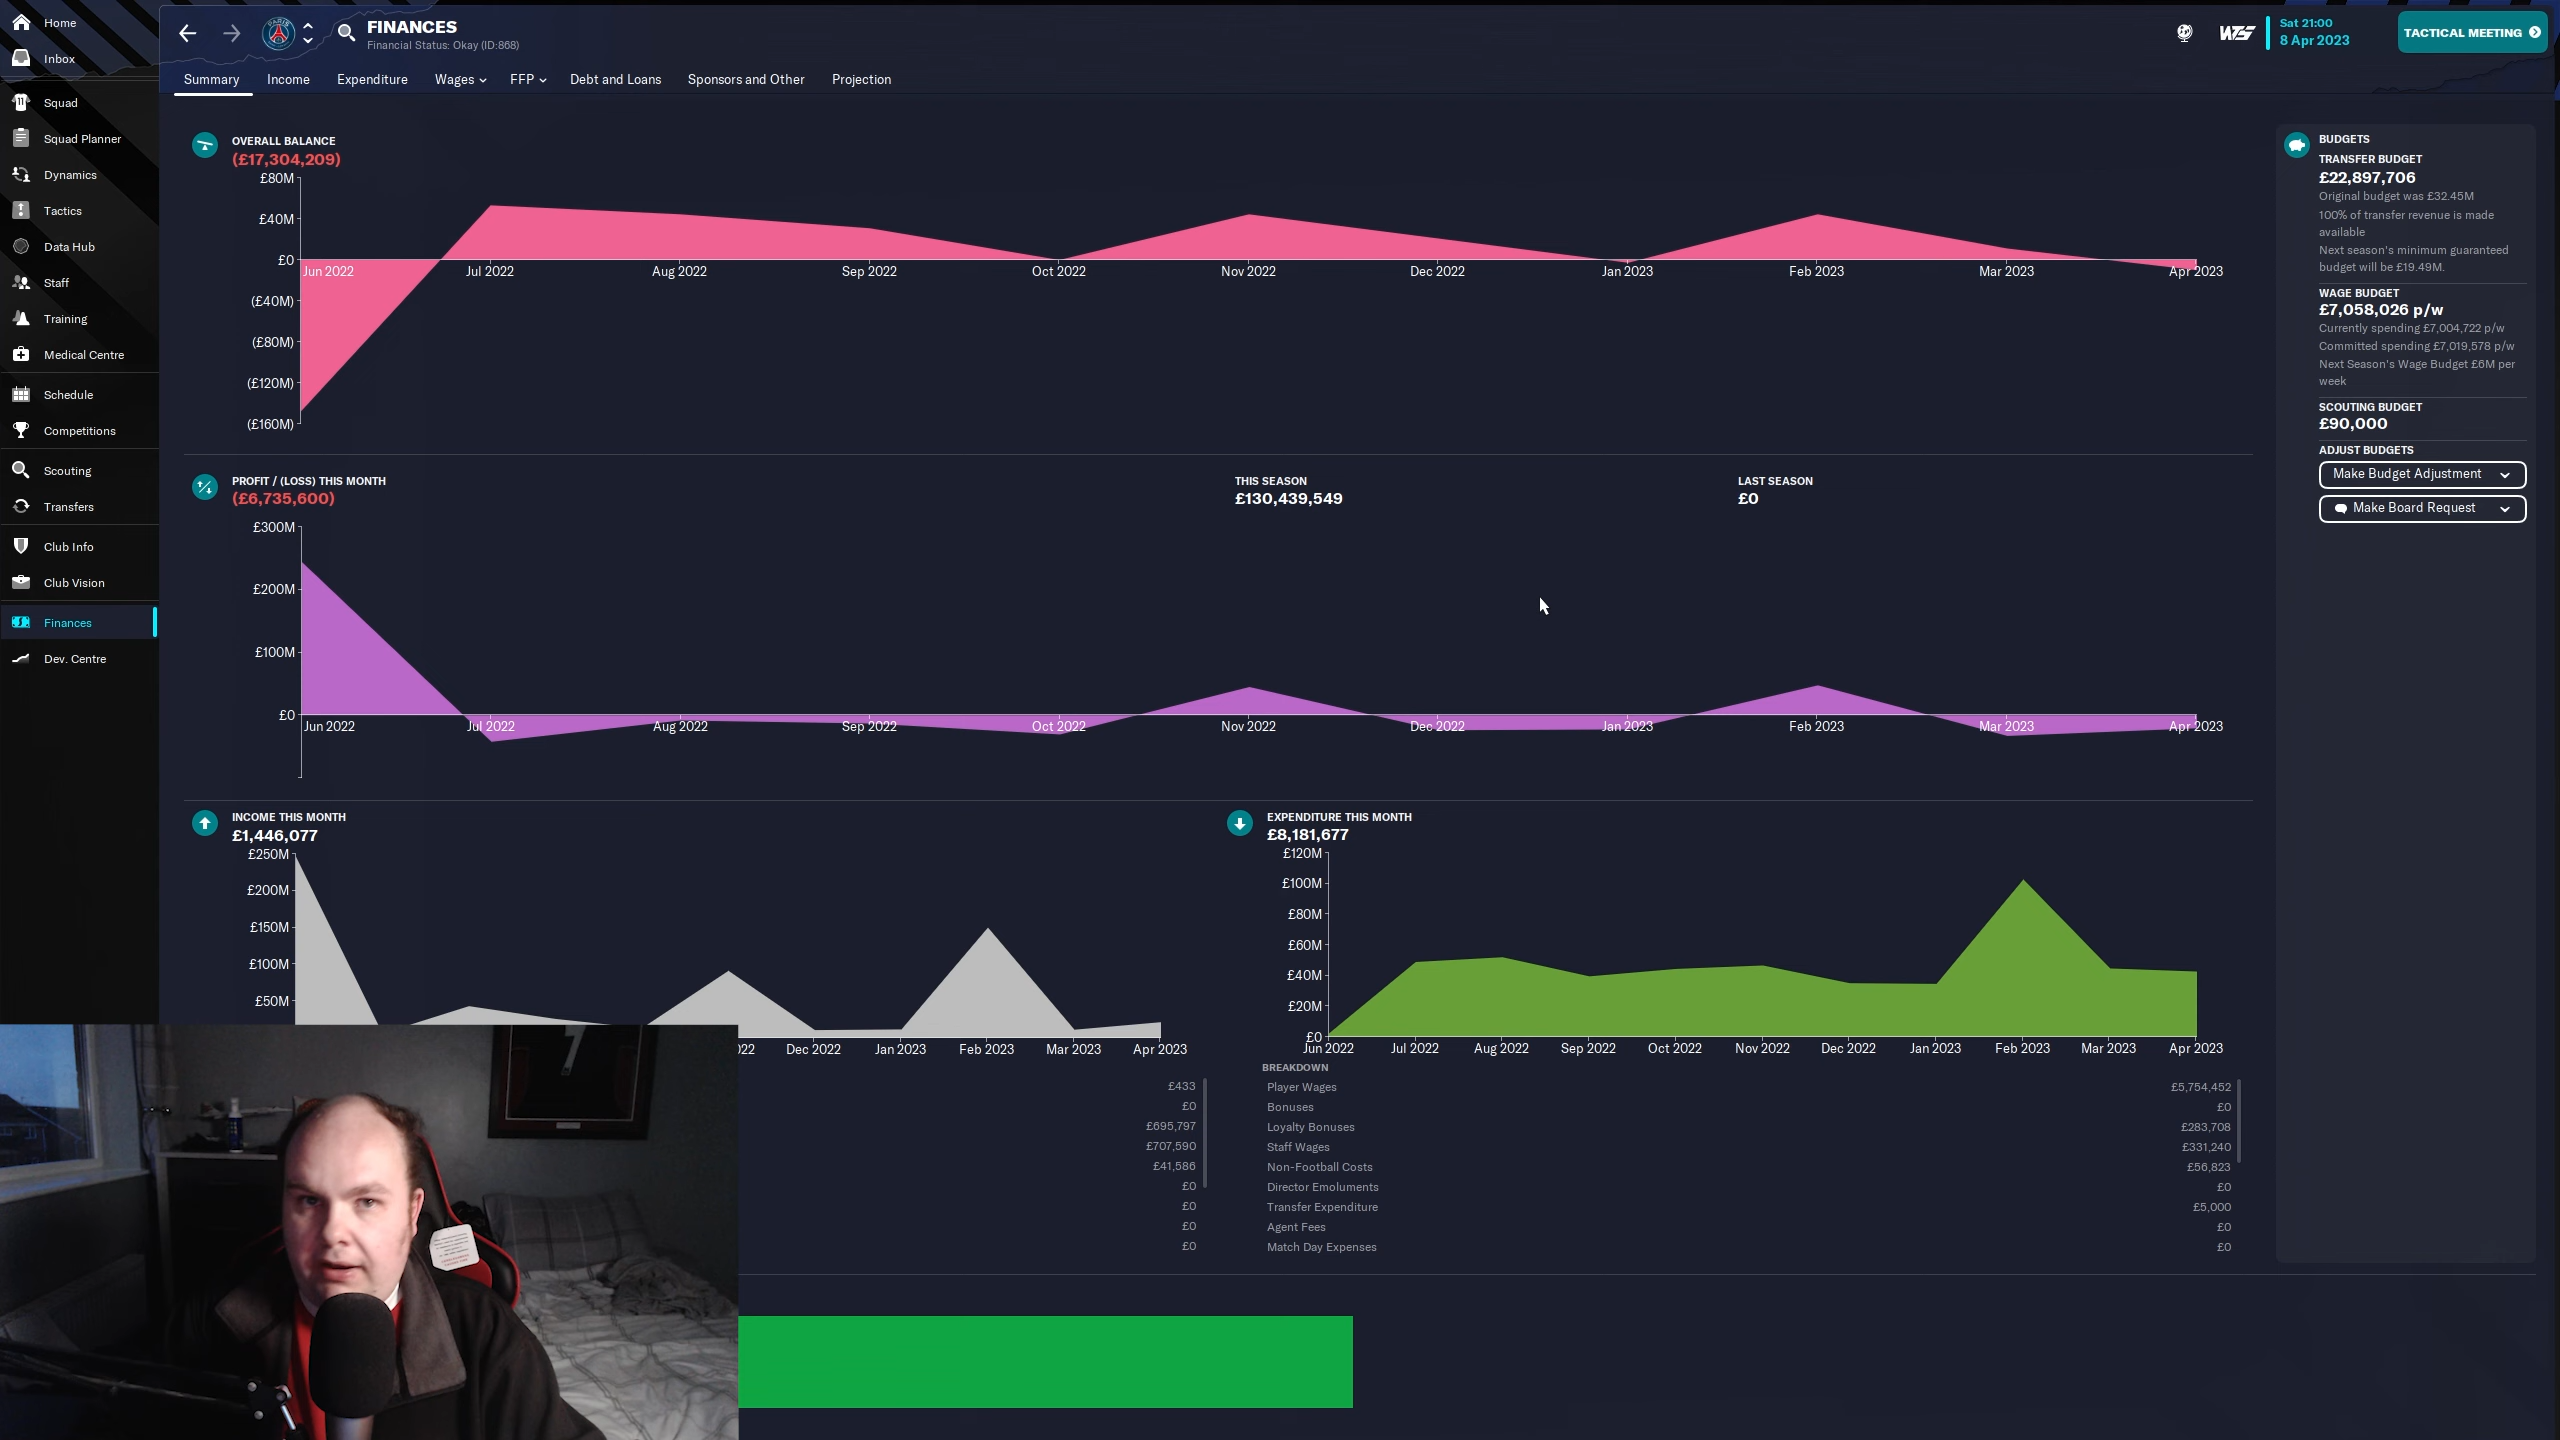 Home
Inbox
Squad
Squad Planner
Dynamics
Tactics
Data Hub
Staff
Training
Medical Centre
Schedule
Competitions
Scouting
Transfers
Club Info
Club Vision
Finances
Dev. Centre
FINANCES
Financial Status: Okay (ID:868)
Sat 21:00
8 Apr 2023
TACTICAL MEETING
Summary Income Expenditure Wages FFP Debt and Loans Sponsors and Other Projection
OVERALL BALANCE
(£17,304,209)
£80M
£40M
£0
(£40M)
(£80M)
(£120M)
(£160M)
Jun 2022 Jul 2022 Aug 2022 Sep 2022 Oct 2022 Nov 2022 Dec 2022 Jan 2023 Feb 2023 Mar 2023 Apr 2023
PROFIT / (LOSS) THIS MONTH
(£6,735,600)
THIS SEASON
£130,439,549
LAST SEASON
£0
£300M
£200M
£100M
£0
Jun 2022 Jul 2022 Aug 2022 Sep 2022 Oct 2022 Nov 2022 Dec 2022 Jan 2023 Feb 2023 Mar 2023 Apr 2023
INCOME THIS MONTH
£1,446,077
£250M
£200M
£150M
£100M
£50M
022 Dec 2022 Jan 2023 Feb 2023 Mar 2023 Apr 2023
£433
£0
£695,797
£707,590
£41,586
£0
£0
£0
£0
EXPENDITURE THIS MONTH
£8,181,677
£120M
£100M
£80M
£60M
£40M
£20M
£0
Jun 2022 Jul 2022 Aug 2022 Sep 2022 Oct 2022 Nov 2022 Dec 2022 Jan 2023 Feb 2023 Mar 2023 Apr 2023
BREAKDOWN
Player Wages £5,754,452
Bonuses £0
Loyalty Bonuses £283,708
Staff Wages £331,240
Non-Football Costs £56,823
Director Emoluments £0
Transfer Expenditure £5,000
Agent Fees £0
Match Day Expenses £0
BUDGETS
TRANSFER BUDGET
£22,897,706
Original budget was £32.45M
100% of transfer revenue is made
available
Next season's minimum guaranteed
budget will be £19.49M.
WAGE BUDGET
£7,058,026 p/w
Currently spending £7,004,722 p/w
Committed spending £7,019,578 p/w
Next Season's Wage Budget £6M per
week
SCOUTING BUDGET
£90,000
ADJUST BUDGETS
Make Budget Adjustment
Make Board Request